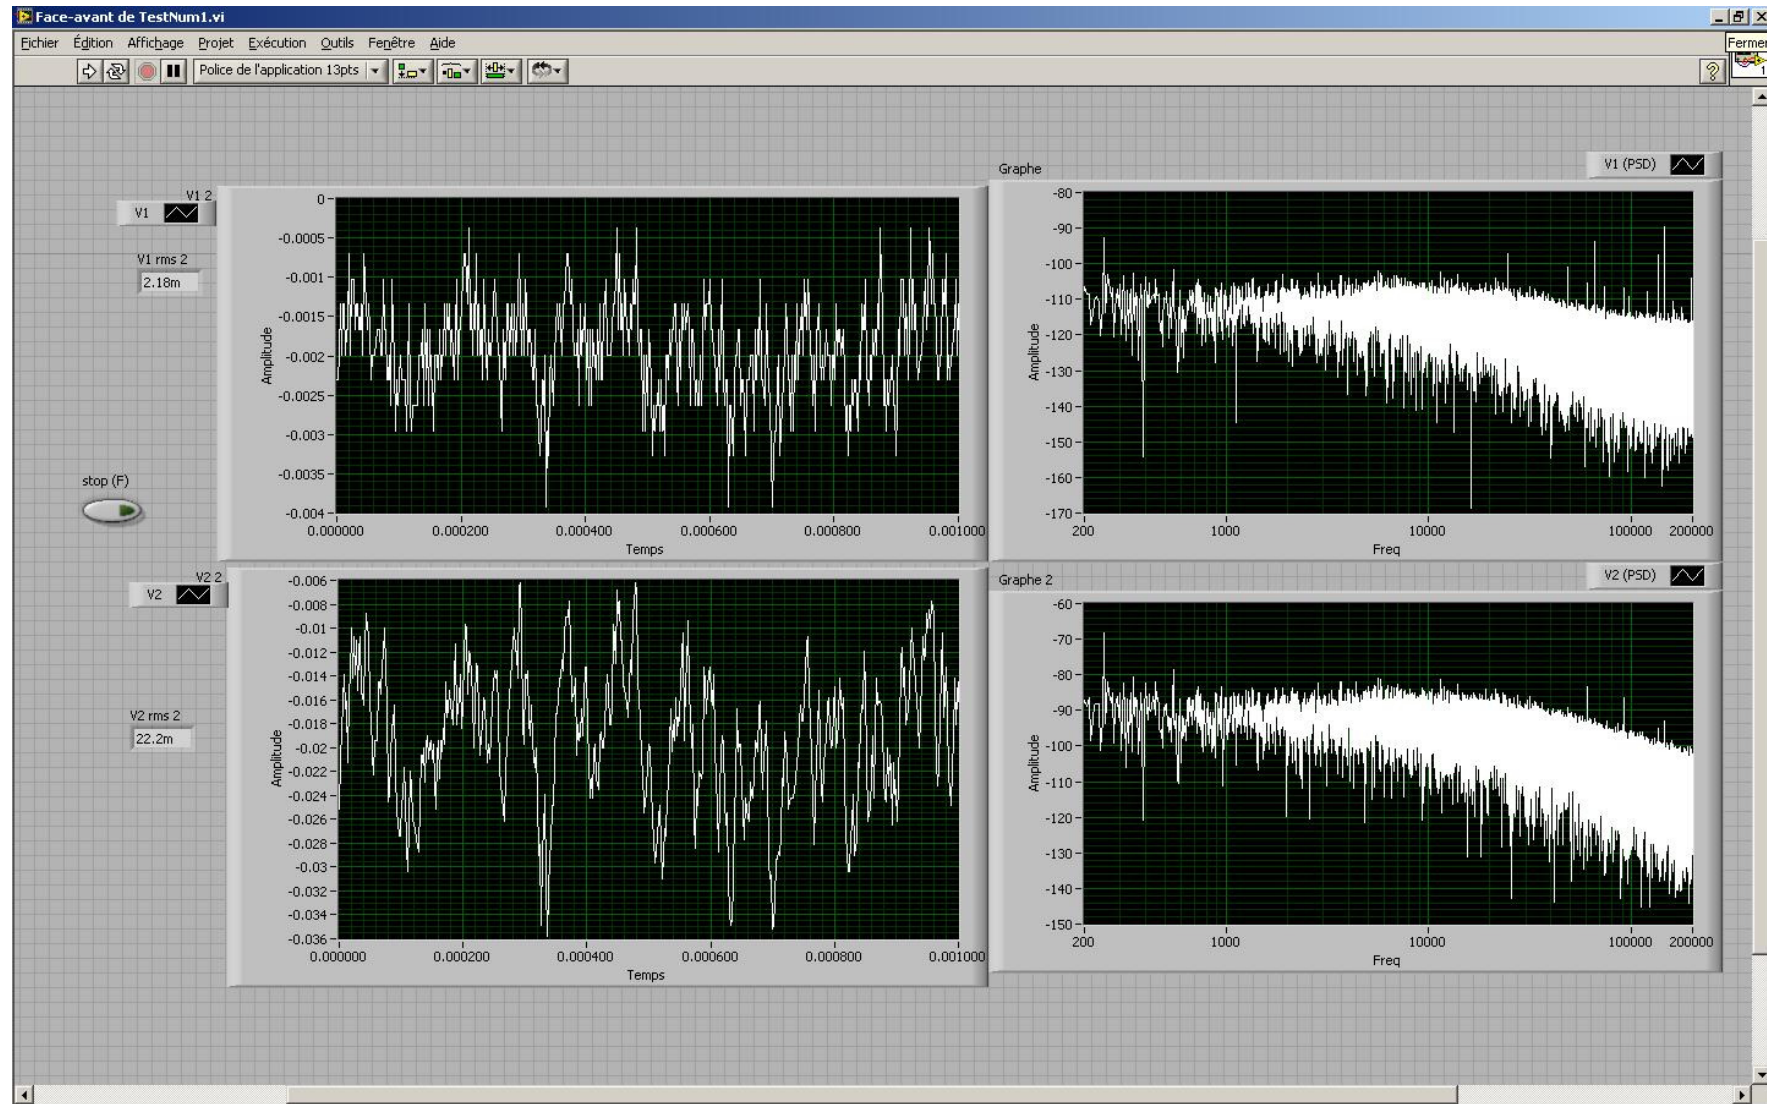 Face-avant de TestNum1.vi
Fichier Édition Affichage Projet Exécution Outils Fenêtre Aide
Fermer
Police de l'application 13pts
1
V1 2
V1
V1 rms 2
2.18m
0
-0.0005
-0.001
-0.0015
-0.002
-0.0025
-0.003
-0.0035
-0.004
Amplitude
0.000000 0.000200 0.000400 0.000600 0.000800 0.001000
Temps
Graphe
V1 (PSD)
-80
-90
-100
-110
-120
-130
-140
-150
-160
-170
Amplitude
200 1000 10000 100000 200000
Freq
stop (F)
V2 2
V2
V2 rms 2
22.2m
-0.006
-0.008
-0.01
-0.012
-0.014
-0.016
-0.018
-0.02
-0.022
-0.024
-0.026
-0.028
-0.03
-0.032
-0.034
-0.036
Amplitude
0.000000 0.000200 0.000400 0.000600 0.000800 0.001000
Temps
Graphe 2
V2 (PSD)
-60
-70
-80
-90
-100
-110
-120
-130
-140
-150
Amplitude
200 1000 10000 100000 200000
Freq